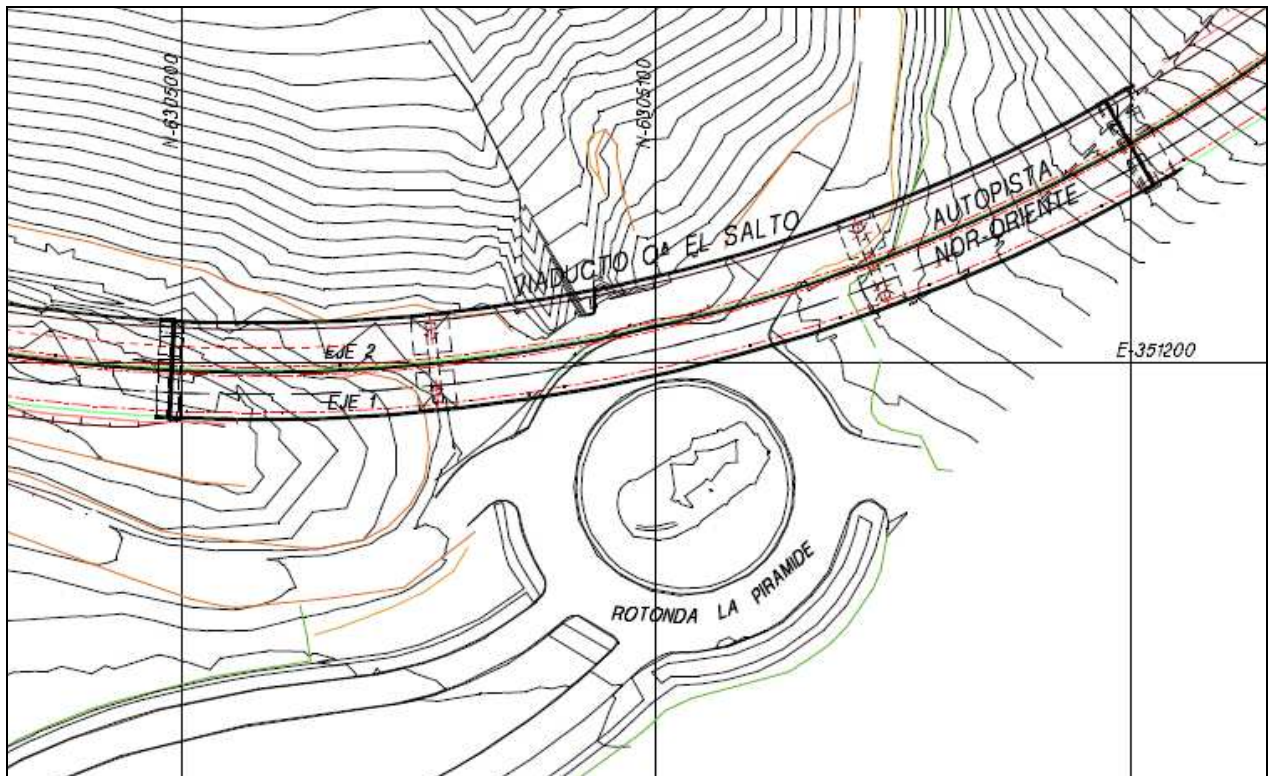 N-6305000
N-6305100
VIADUCTO Qª EL SALTO
AUTOPISTA
NOR-ORIENTE
E-351200
EJE 2
EJE 1
ROTONDA LA PIRAMIDE